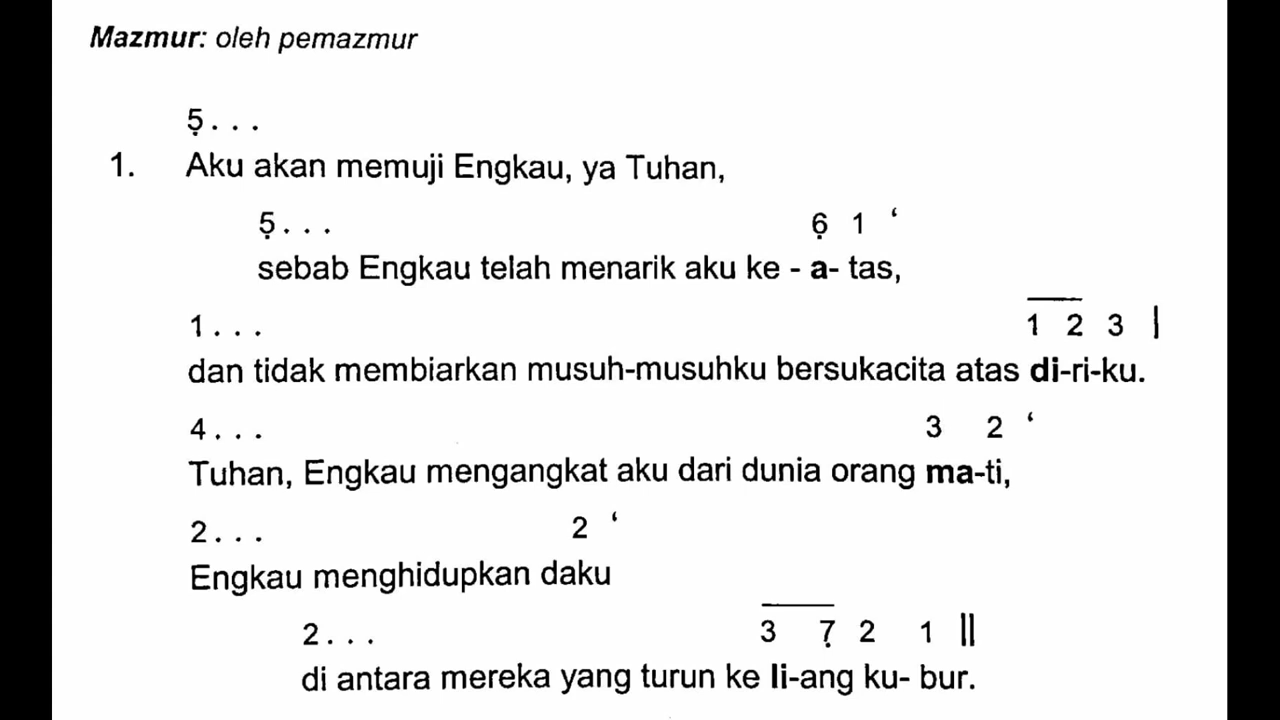 Mazmur: oleh pemazmur
5̣ . . .
1. Aku akan memuji Engkau, ya Tuhan,
5̣ . . . 6̣ 1 ‘
sebab Engkau telah menarik aku ke - a- tas,
1 . . . 1 2 3 |
dan tidak membiarkan musuh-musuhku bersukacita atas di-ri-ku.
4 . . . 3 2 ‘
Tuhan, Engkau mengangkat aku dari dunia orang ma-ti,
2 . . . 2 ‘
Engkau menghidupkan daku
2 . . . 3 7̣ 2 1 ||
di antara mereka yang turun ke li-ang ku- bur.